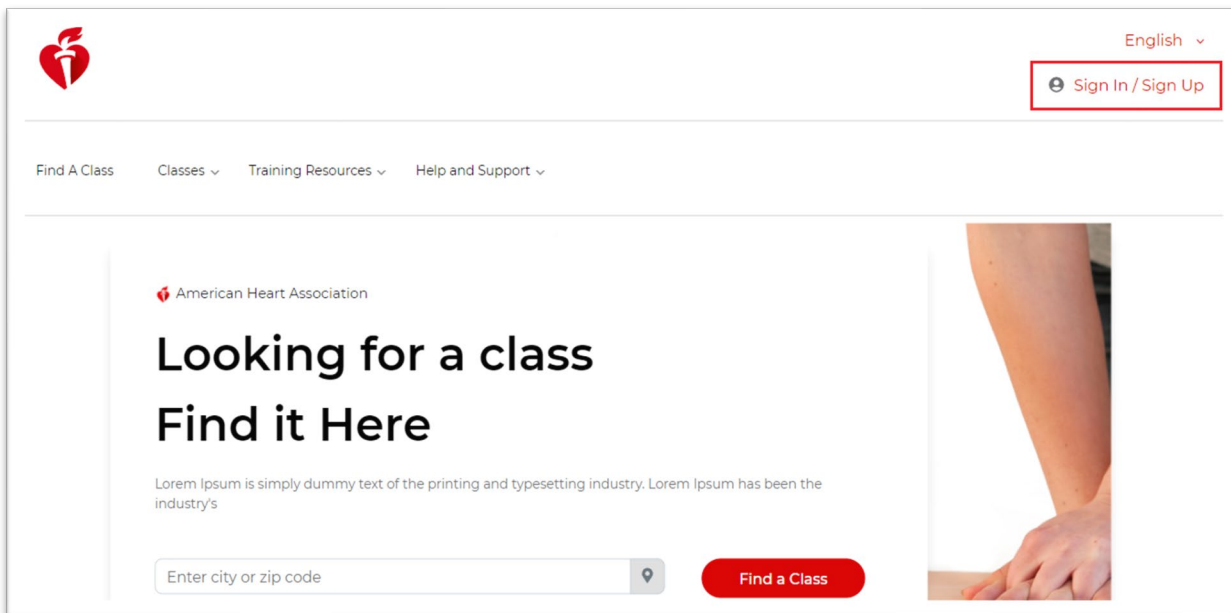 English
Sign In / Sign Up
Find A Class Classes Training Resources Help and Support
American Heart Association
Looking for a class
Find it Here
Lorem Ipsum is simply dummy text of the printing and typesetting industry. Lorem Ipsum has been the
industry's
Enter city or zip code Find a Class